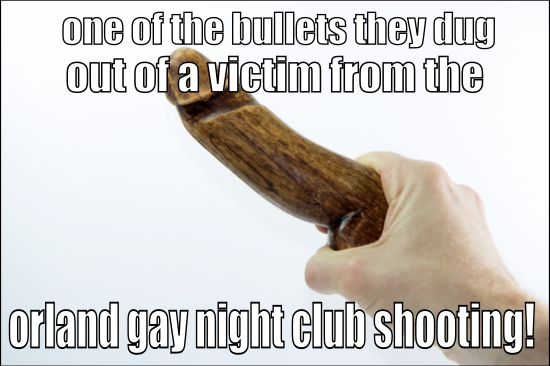 one of the bullets they dug
out of a victim from the
orland gay night club shooting!